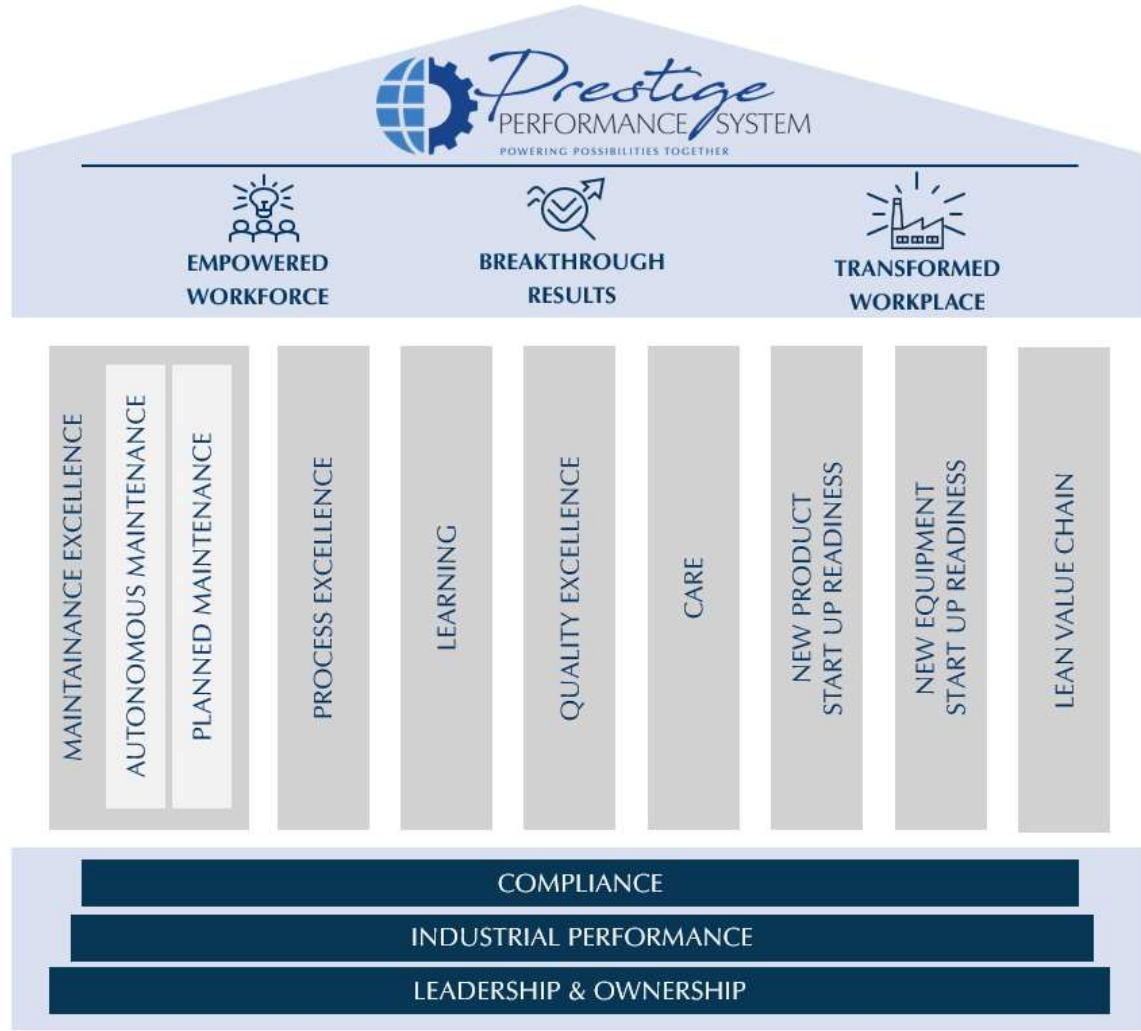 Prestige
PERFORMANCE SYSTEM
POWERING POSSIBILITIES TOGETHER
EMPOWERED
WORKFORCE
BREAKTHROUGH
RESULTS
TRANSFORMED
WORKPLACE
MAINTAINANCE EXCELLENCE
AUTONOMOUS MAINTENANCE
PLANNED MAINTENANCE
PROCESS EXCELLENCE
LEARNING
QUALITY EXCELLENCE
CARE
NEW PRODUCT
START UP READINESS
NEW EQUIPMENT
START UP READINESS
LEAN VALUE CHAIN
COMPLIANCE
INDUSTRIAL PERFORMANCE
LEADERSHIP & OWNERSHIP